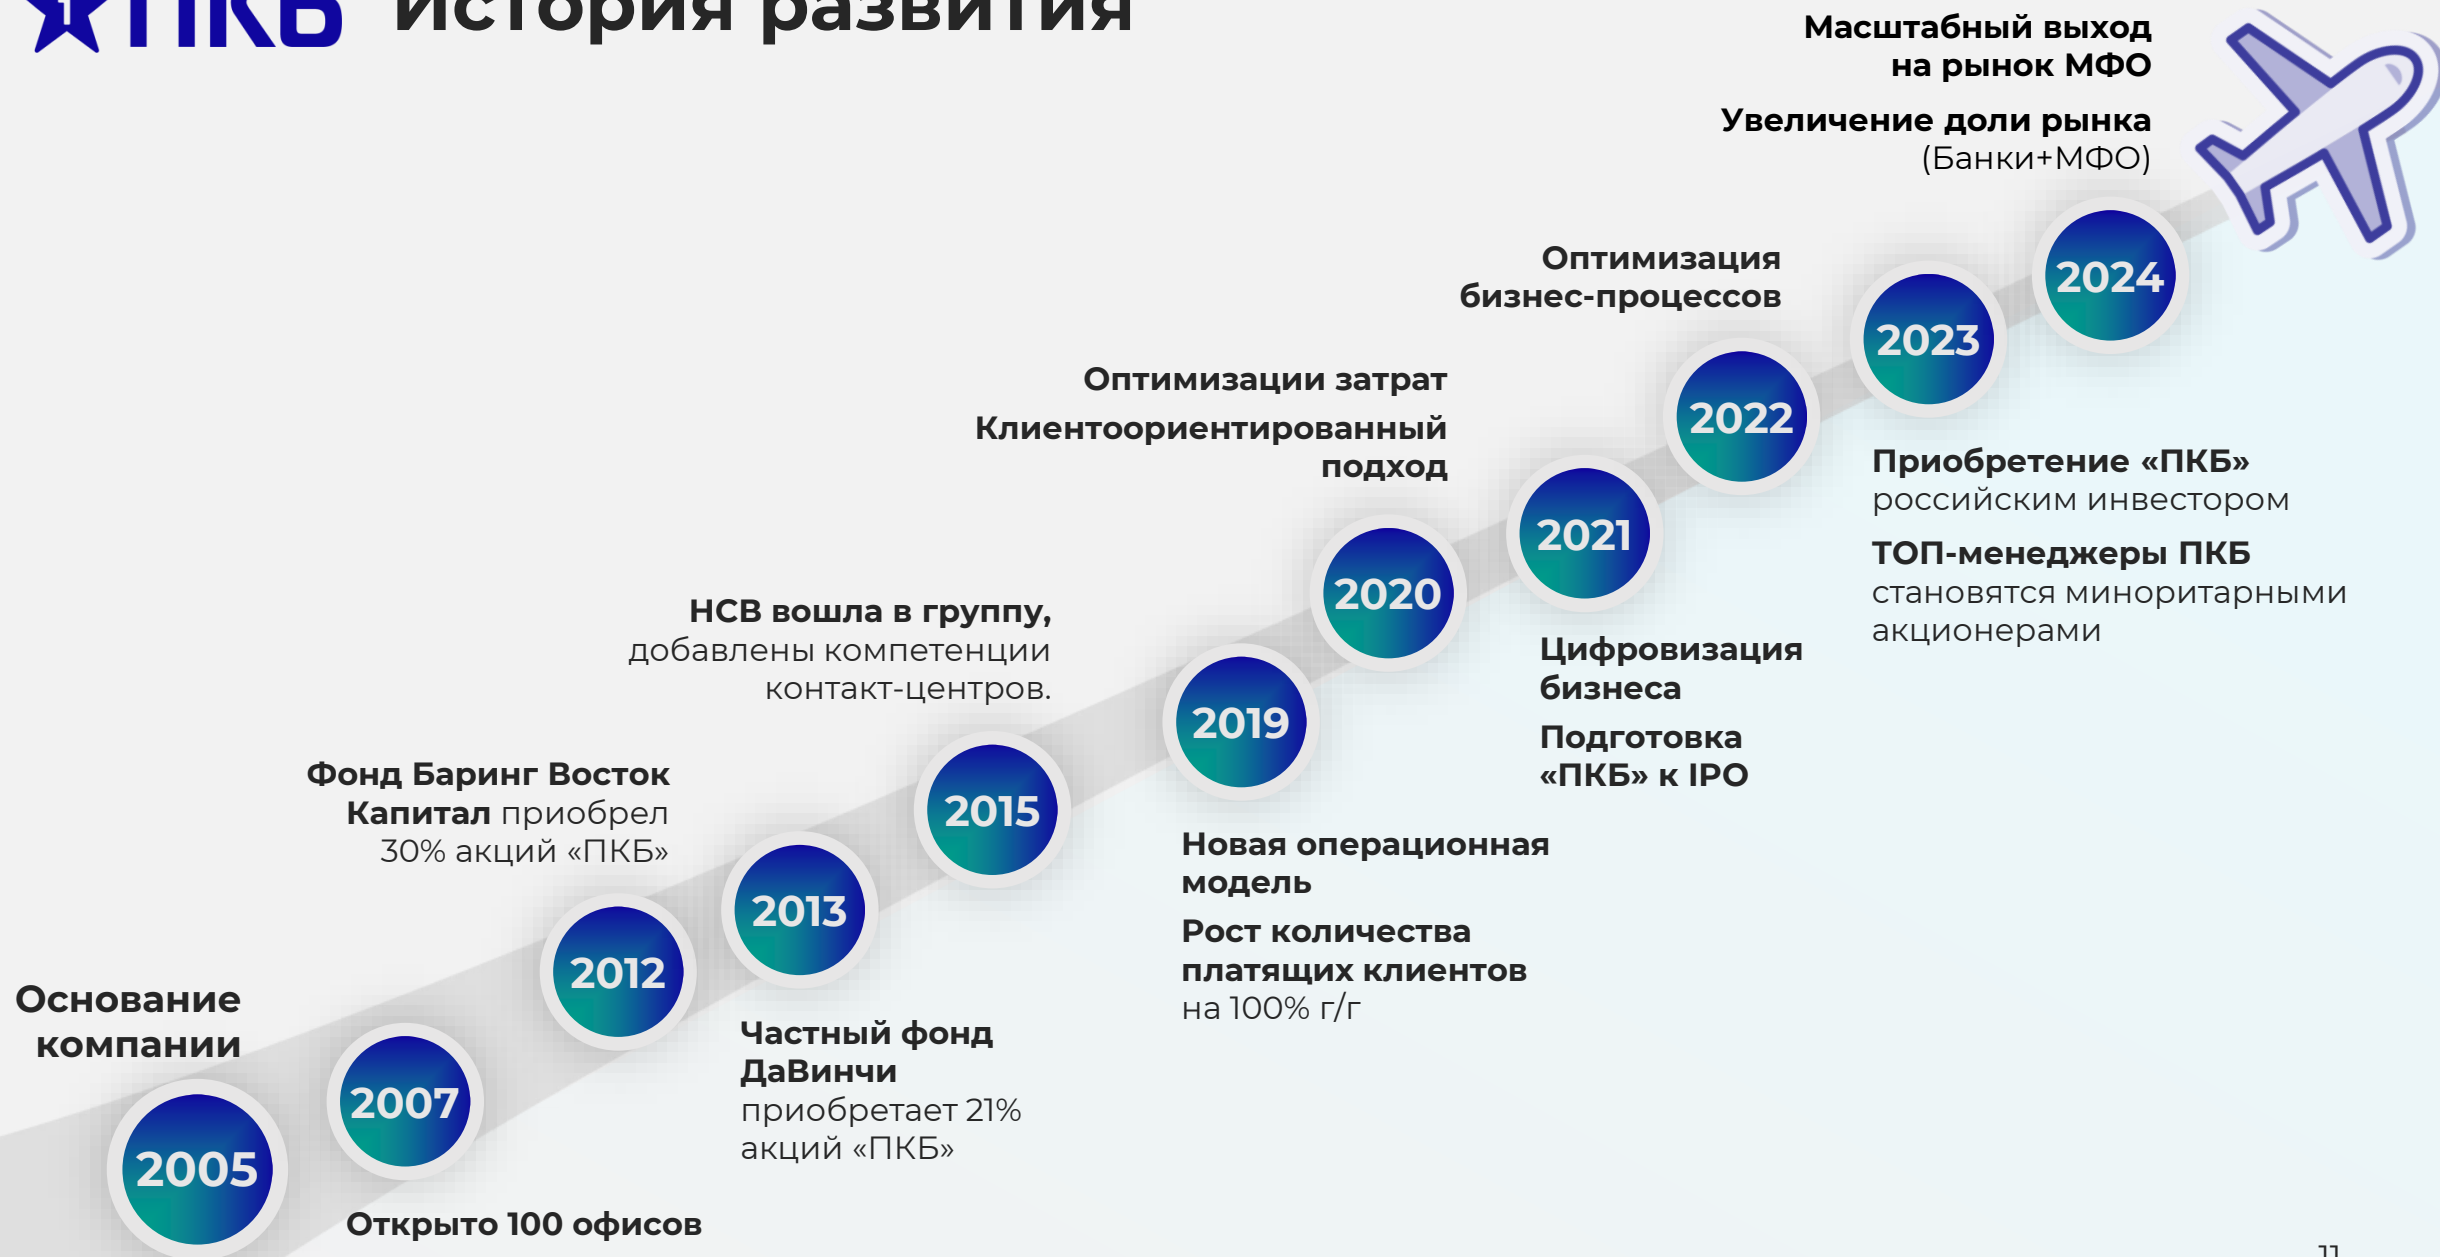 1 ПКБ История развития
Масштабный выход
на рынок МФО
Увеличение доли рынка
(Банки+МФО)
2024
2023
Приобретение «ПКБ»
российским инвестором
ТОП-менеджеры ПКБ
становятся миноритарными
акционерами
Оптимизация
бизнес-процессов
2022
2021
Цифровизация
бизнеса
Подготовка
«ПКБ» к IPO
Оптимизации затрат
Клиентоориентированный
подход
2020
2019
Новая операционная
модель
Рост количества
платящих клиентов
на 100% г/г
НСВ вошла в группу,
добавлены компетенции
контакт-центров.
2015
2013
Частный фонд
ДаВинчи
приобретает 21%
акций «ПКБ»
Фонд Баринг Восток
Капитал приобрел
30% акций «ПКБ»
2012
2007
Открыто 100 офисов
Основание
компании
2005
11